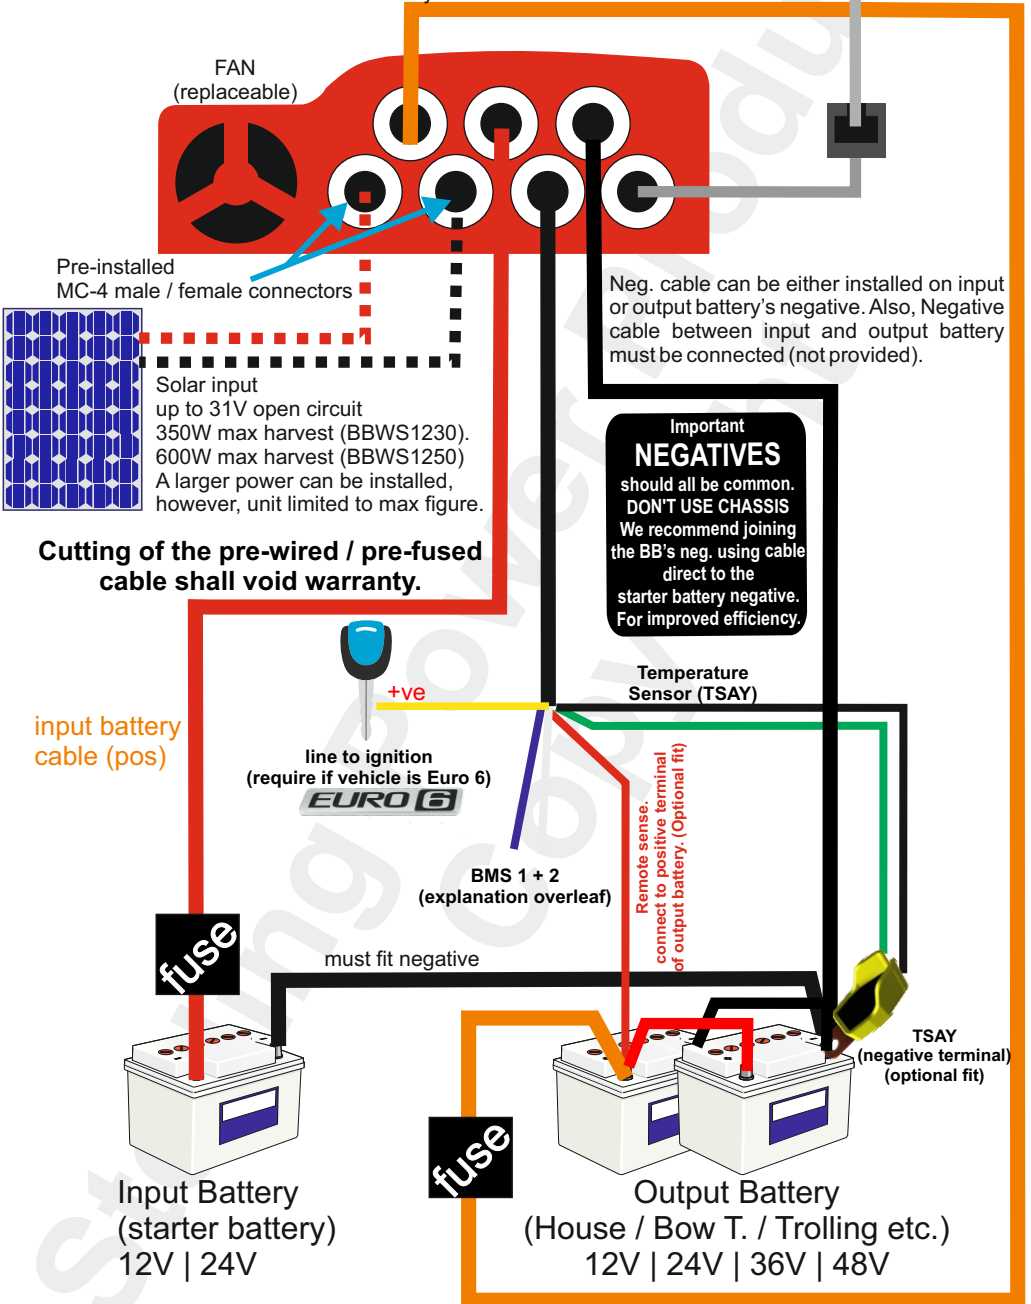 FAN
(replaceable)
Pre-installed
MC-4 male / female connectors
Neg. cable can be either installed on input
or output battery's negative. Also, Negative
cable between input and output battery
must be connected (not provided).
Solar input
up to 31V open circuit
350W max harvest (BBWS1230).
600W max harvest (BBWS1250)
A larger power can be installed,
however, unit limited to max figure.
Important
NEGATIVES
should all be common.
DON'T USE CHASSIS
We recommend joining
the BB's neg. using cable
direct to the
starter battery negative.
For improved efficiency.
Cutting of the pre-wired / pre-fused
cable shall void warranty.
Temperature
Sensor (TSAY)
+ve
input battery
cable (pos)
line to ignition
(require if vehicle is Euro 6)
EURO 6
Remote sense.
connect to positive terminal
of output battery. (Optional fit)
BMS 1 + 2
(explanation overleaf)
fuse
must fit negative
TSAY
(negative terminal)
(optional fit)
fuse
Input Battery
(starter battery)
12V | 24V
Output Battery
(House / Bow T. / Trolling etc.)
12V | 24V | 36V | 48V